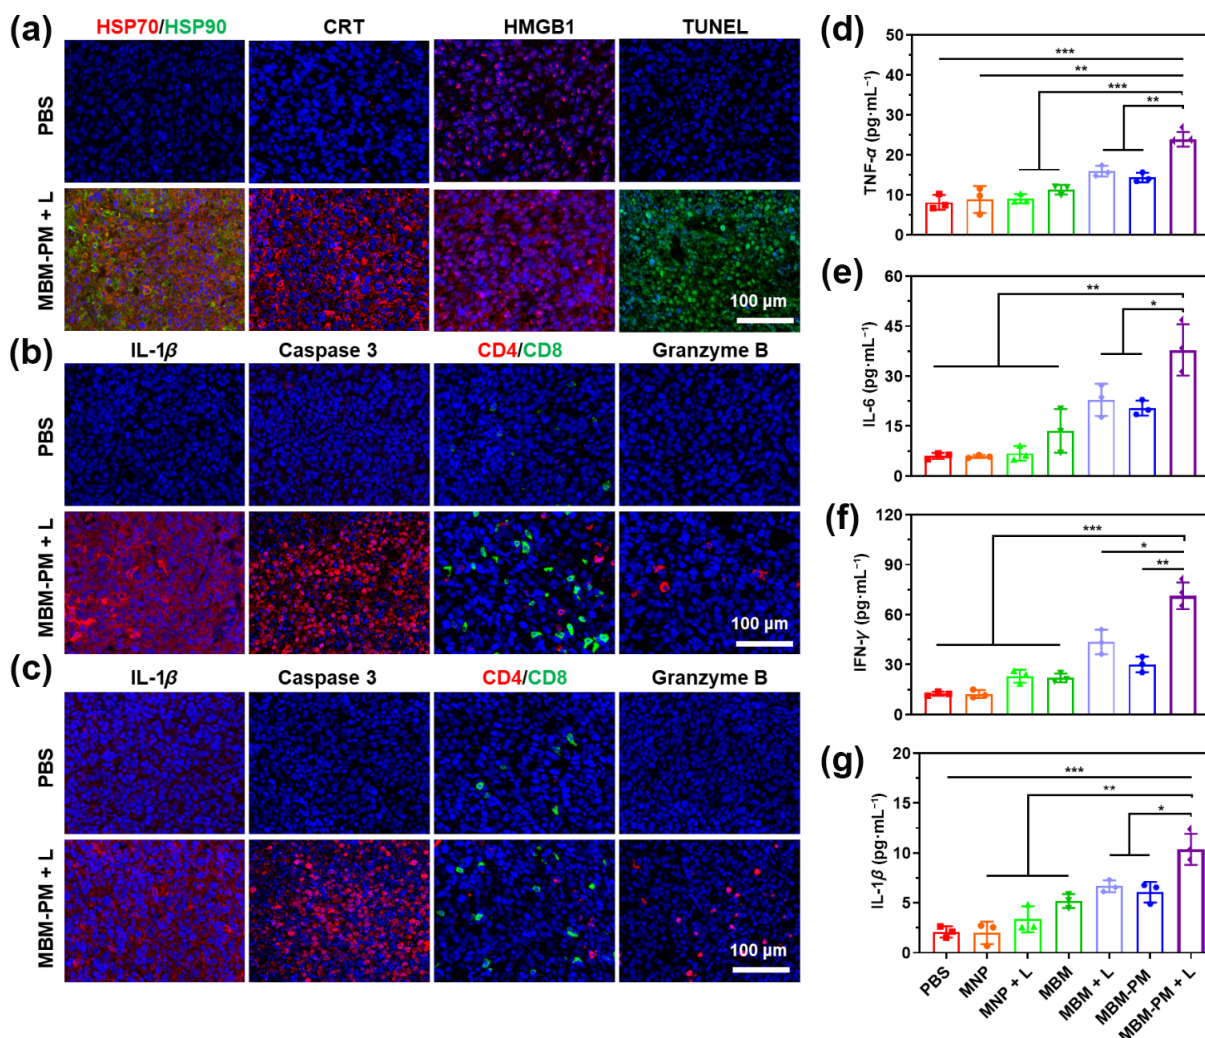 (a)
HSP70/HSP90 CRT HMGB1 TUNEL
PBS
MBM-PM + L
100 µm
(b)
IL-1β Caspase 3 CD4/CD8 Granzyme B
PBS
MBM-PM + L
100 µm
(c)
IL-1β Caspase 3 CD4/CD8 Granzyme B
PBS
MBM-PM + L
100 µm
(d)
TNF-α (pg·mL⁻¹)
50
40
30
20
10
0
***
**
***
**
(e)
IL-6 (pg·mL⁻¹)
60
45
30
15
0
**
*
(f)
IFN-γ (pg·mL⁻¹)
120
90
60
30
0
***
*
**
(g)
IL-1β (pg·mL⁻¹)
20
15
10
5
0
***
**
*
PBS
MNP
MNP + L
MBM
MBM + L
MBM-PM
MBM-PM + L